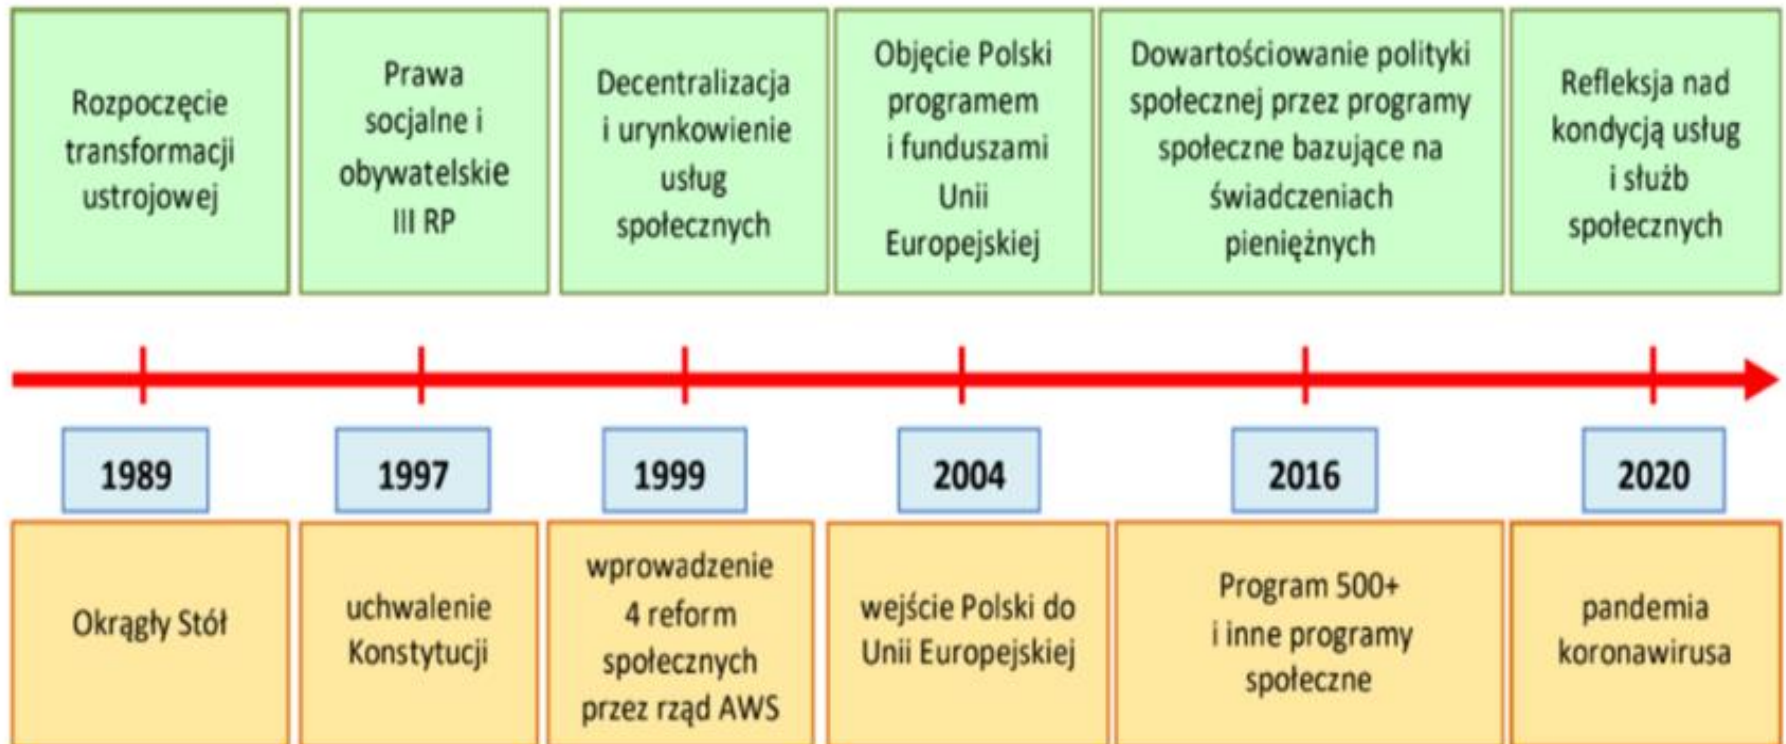 Rozpoczęcie
transformacji
ustrojowej
Prawa
socjalne i
obywatelskie
III RP
Decentralizacja
i urynkowienie
usług
społecznych
Objęcie Polski
programem
i funduszami
Unii
Europejskiej
Dowartościowanie polityki
społecznej przez programy
społeczne bazujące na
świadczeniach
pieniężnych
Refleksja nad
kondycją usług
i służb
społecznych
1989
1997
1999
2004
2016
2020
Okrągły Stół
uchwalenie
Konstytucji
wprowadzenie
4 reform
społecznych
przez rząd AWS
wejście Polski do
Unii Europejskiej
Program 500+
i inne programy
społeczne
pandemia
koronawirusa